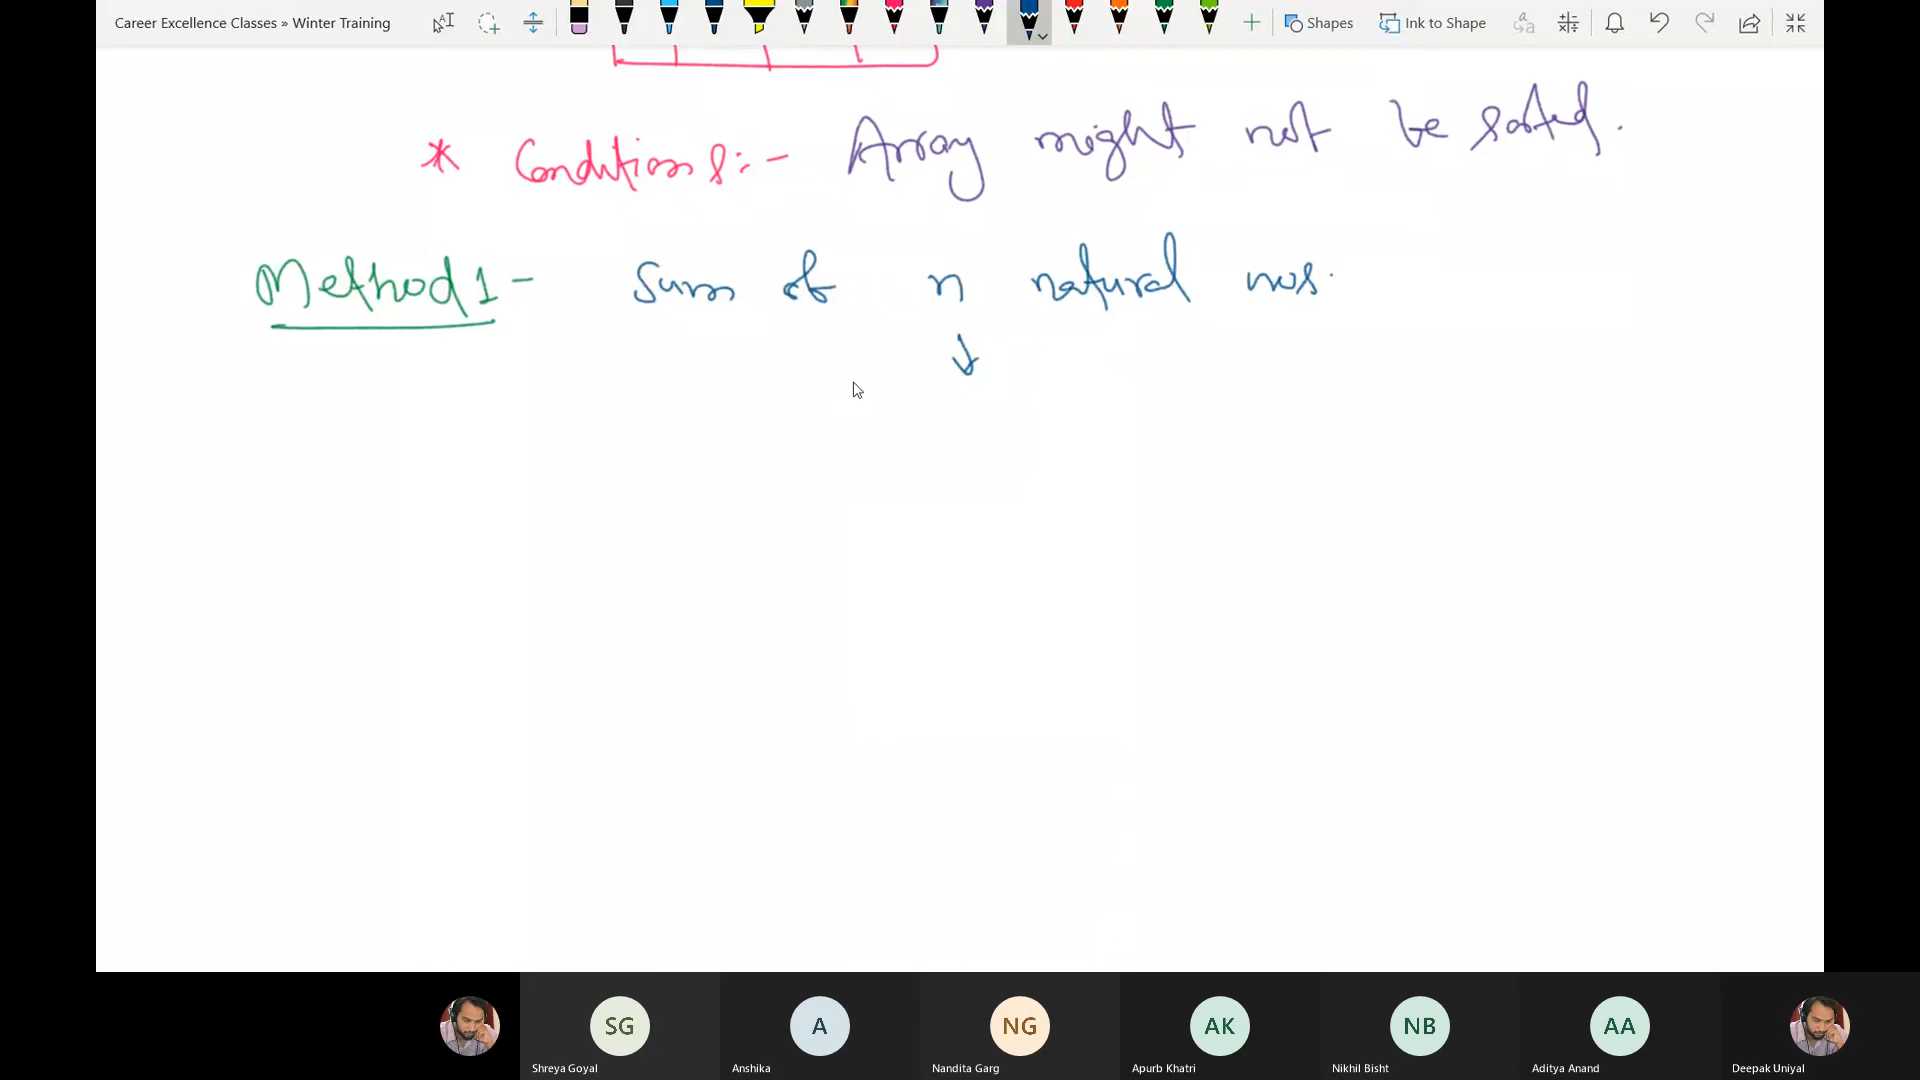 Career Excellence Classes » Winter Training
Shapes
Ink to Shape
* Conditions:- Array might not be sorted.
Method 1 - Sum of n natural nos.
SG
A
NG
AK
NB
AA
Shreya Goyal
Anshika
Nandita Garg
Apurb Khatri
Nikhil Bisht
Aditya Anand
Deepak Uniyal